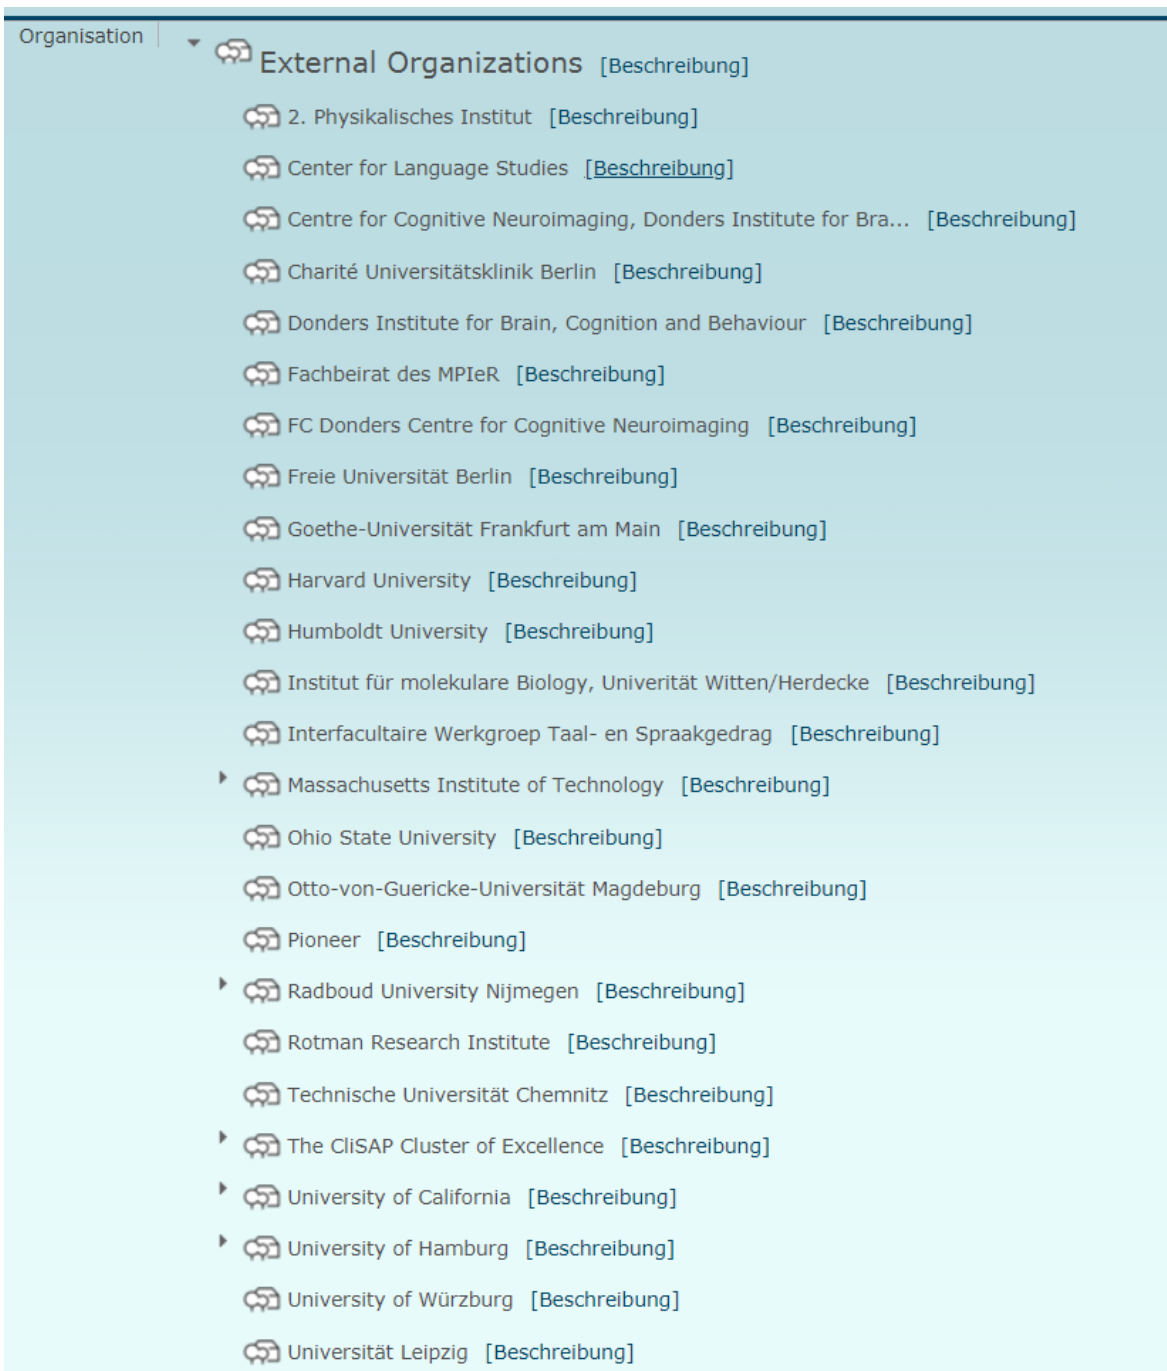 Organisation
External Organizations [Beschreibung]
2. Physikalisches Institut [Beschreibung]
Center for Language Studies [Beschreibung]
Centre for Cognitive Neuroimaging, Donders Institute for Bra... [Beschreibung]
Charité Universitätsklinik Berlin [Beschreibung]
Donders Institute for Brain, Cognition and Behaviour [Beschreibung]
Fachbeirat des MPIeR [Beschreibung]
FC Donders Centre for Cognitive Neuroimaging [Beschreibung]
Freie Universität Berlin [Beschreibung]
Goethe-Universität Frankfurt am Main [Beschreibung]
Harvard University [Beschreibung]
Humboldt University [Beschreibung]
Institut für molekulare Biology, Univerität Witten/Herdecke [Beschreibung]
Interfacultaire Werkgroep Taal- en Spraakgedrag [Beschreibung]
Massachusetts Institute of Technology [Beschreibung]
Ohio State University [Beschreibung]
Otto-von-Guericke-Universität Magdeburg [Beschreibung]
Pioneer [Beschreibung]
Radboud University Nijmegen [Beschreibung]
Rotman Research Institute [Beschreibung]
Technische Universität Chemnitz [Beschreibung]
The CliSAP Cluster of Excellence [Beschreibung]
University of California [Beschreibung]
University of Hamburg [Beschreibung]
University of Würzburg [Beschreibung]
Universität Leipzig [Beschreibung]